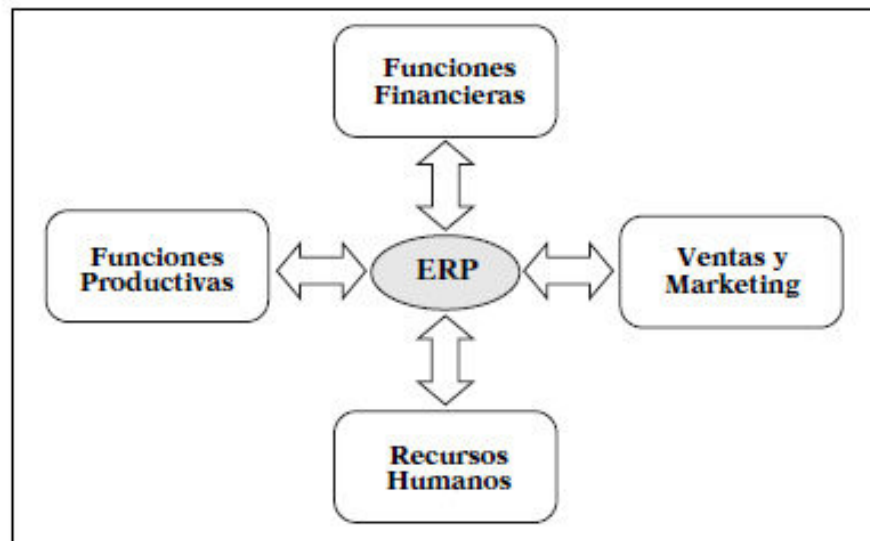 Funciones
Financieras
Funciones
Productivas
ERP
Ventas y
Marketing
Recursos
Humanos